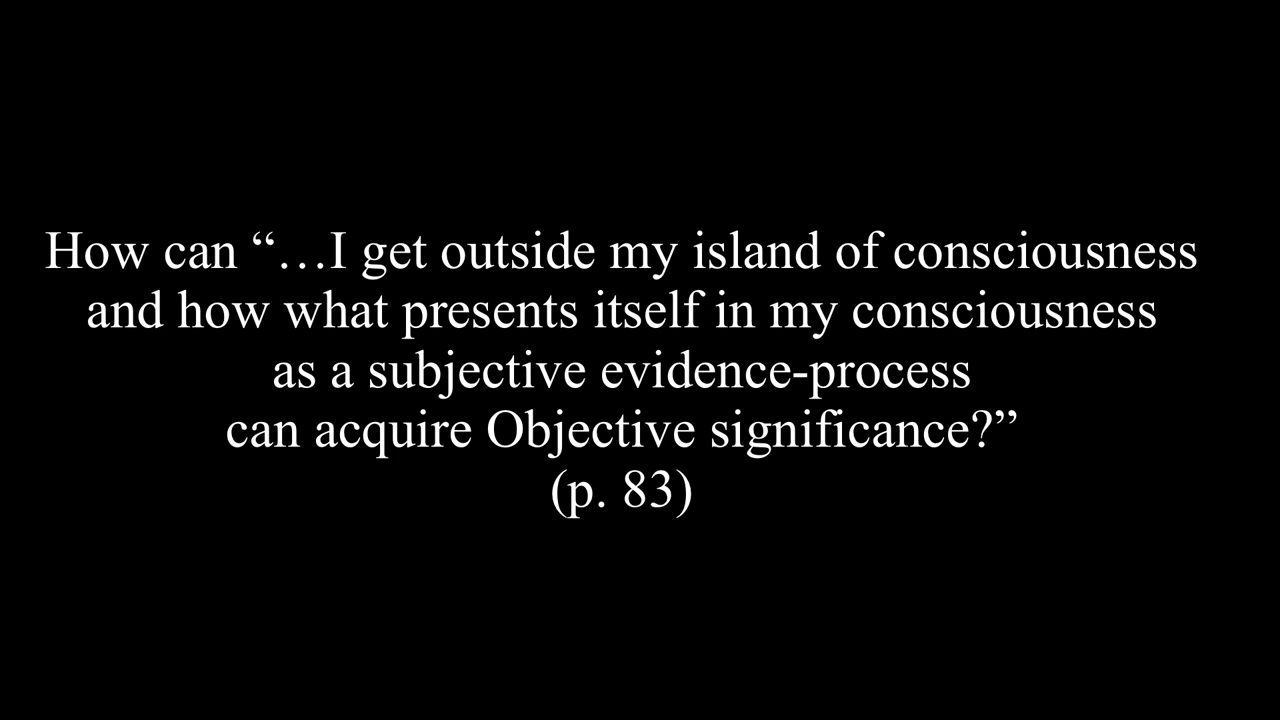 How can “…I get outside my island of consciousness
and how what presents itself in my consciousness
as a subjective evidence-process
can acquire Objective significance?”
(p. 83)